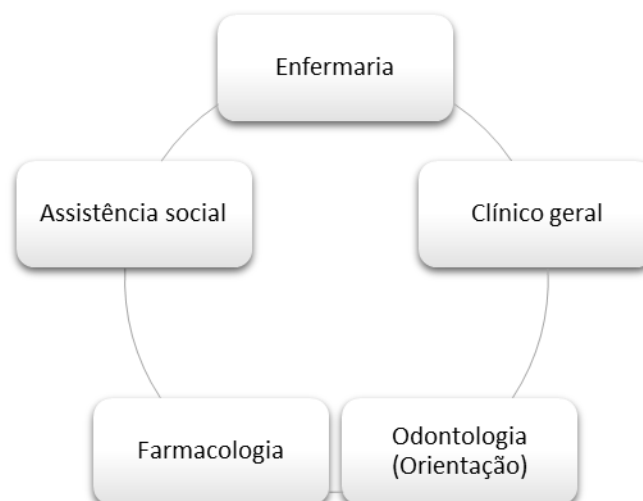 Enfermaria
Assistência social
Clínico geral
Farmacologia
Odontologia
(Orientação)